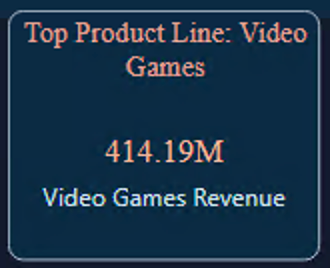 Top Product Line: Video
Games
414.19M
Video Games Revenue